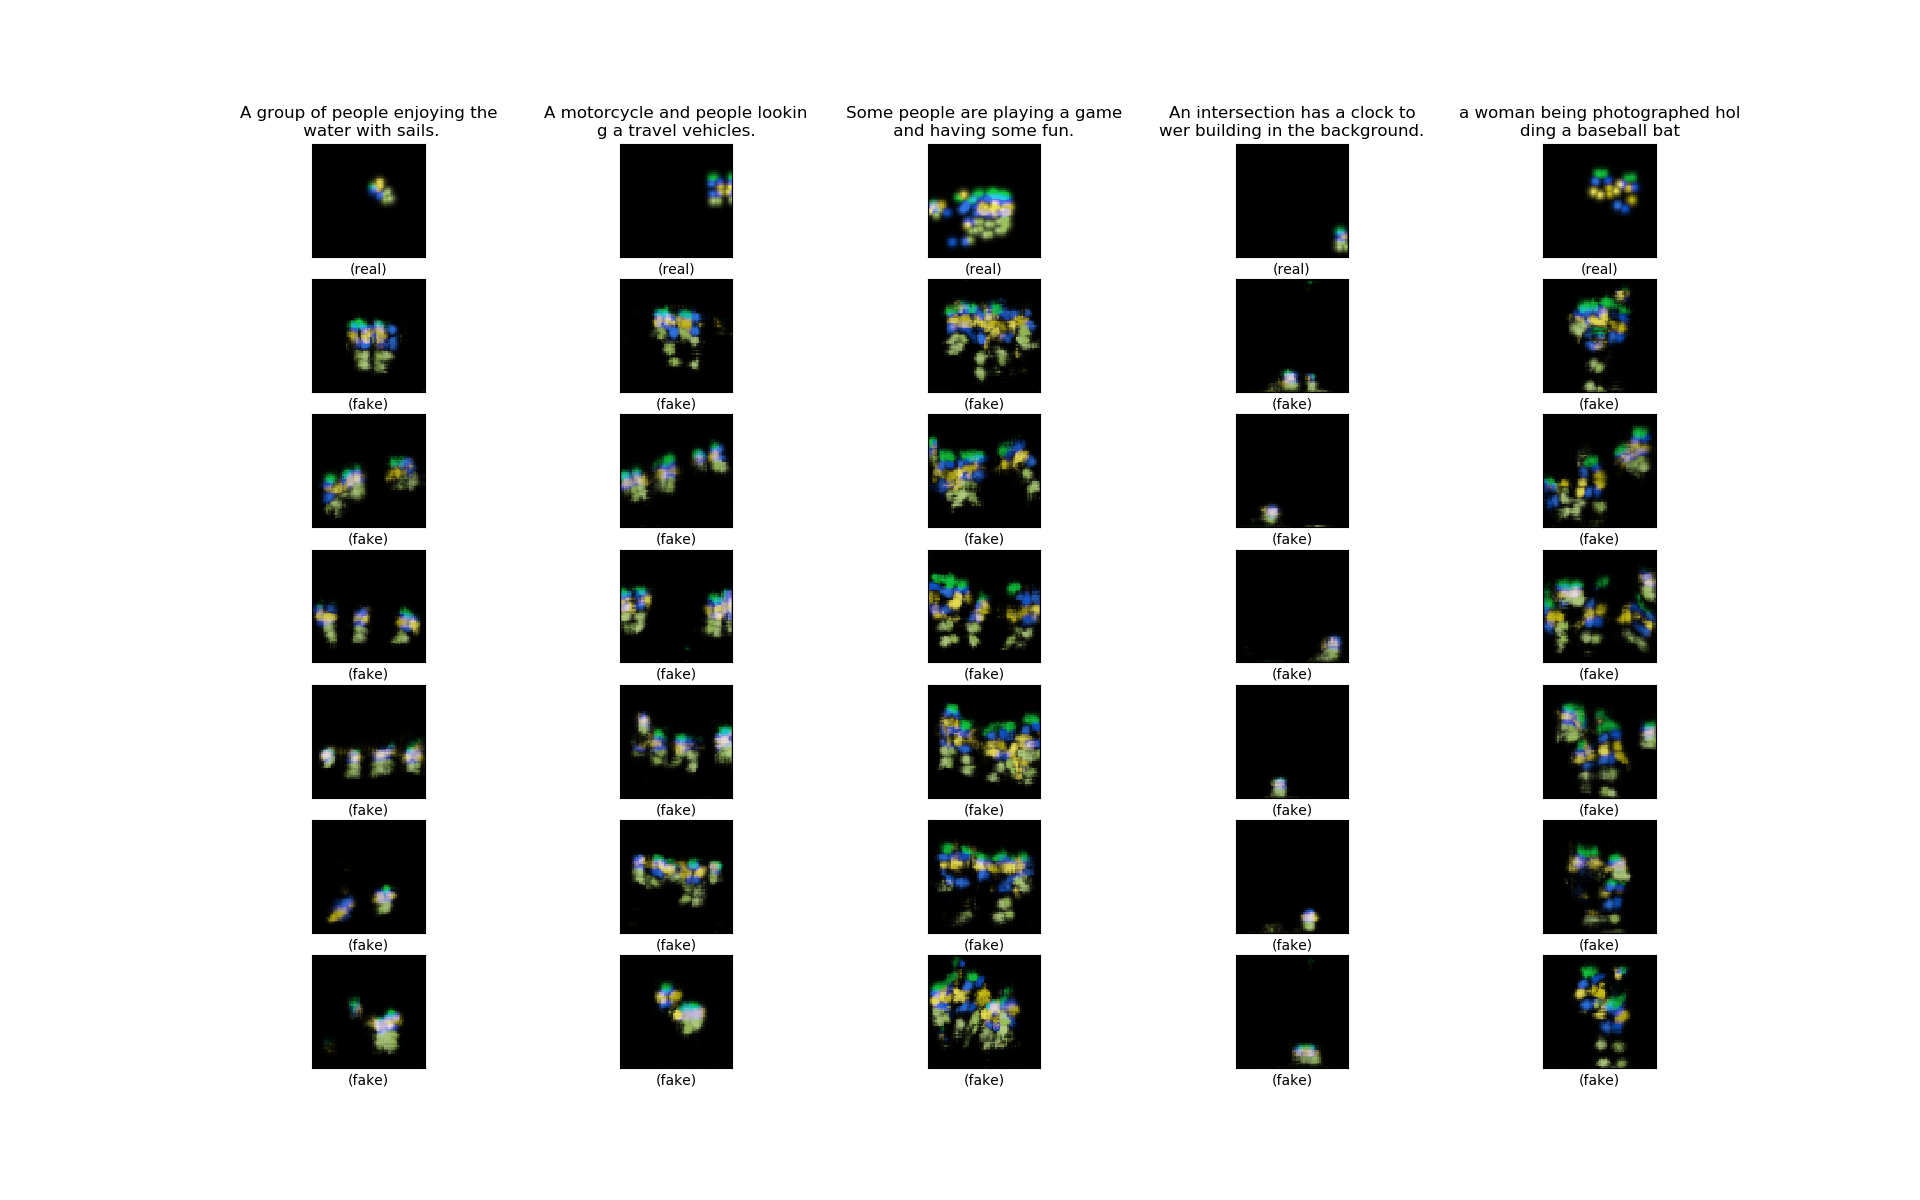 A group of people enjoying the
water with sails.
A motorcycle and people lookin
g a travel vehicles.
Some people are playing a game
and having some fun.
An intersection has a clock to
wer building in the background.
a woman being photographed hol
ding a baseball bat
(real) (real) (real) (real) (real)
(fake) (fake) (fake) (fake) (fake)
(fake) (fake) (fake) (fake) (fake)
(fake) (fake) (fake) (fake) (fake)
(fake) (fake) (fake) (fake) (fake)
(fake) (fake) (fake) (fake) (fake)
(fake) (fake) (fake) (fake) (fake)